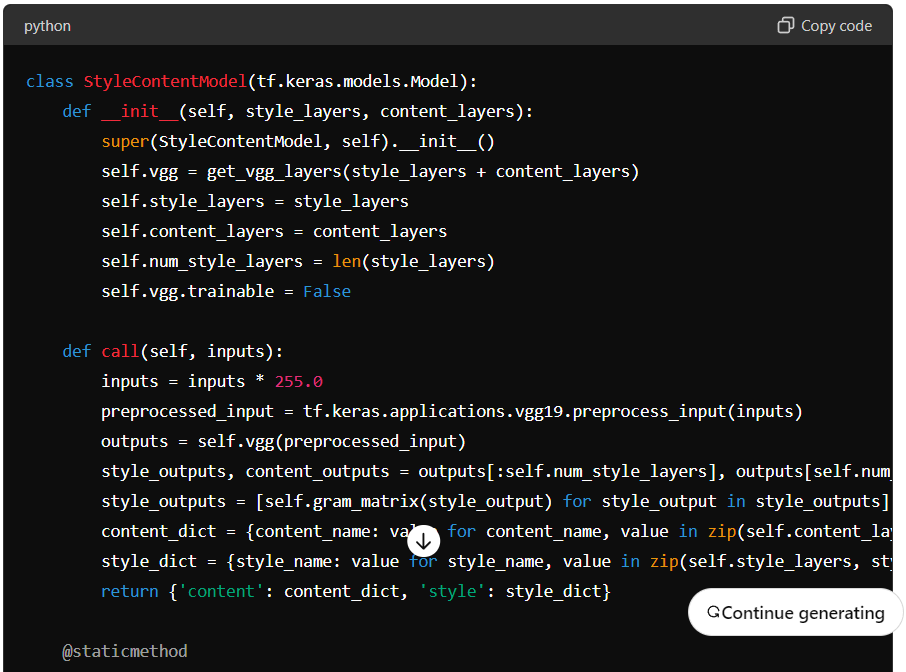 python
Copy code
class StyleContentModel(tf.keras.models.Model):
    def __init__(self, style_layers, content_layers):
        super(StyleContentModel, self).__init__()
        self.vgg = get_vgg_layers(style_layers + content_layers)
        self.style_layers = style_layers
        self.content_layers = content_layers
        self.num_style_layers = len(style_layers)
        self.vgg.trainable = False

    def call(self, inputs):
        inputs = inputs * 255.0
        preprocessed_input = tf.keras.applications.vgg19.preprocess_input(inputs)
        outputs = self.vgg(preprocessed_input)
        style_outputs, content_outputs = outputs[:self.num_style_layers], outputs[self.num_
        style_outputs = [self.gram_matrix(style_output) for style_output in style_outputs]
        content_dict = {content_name: for content_name, value in zip(self.content_
        style_dict = {style_name: value for style_name, value in zip(self.style_layers,
        return {'content': content_dict, 'style': style_dict}
Continue generating

    @staticmethod